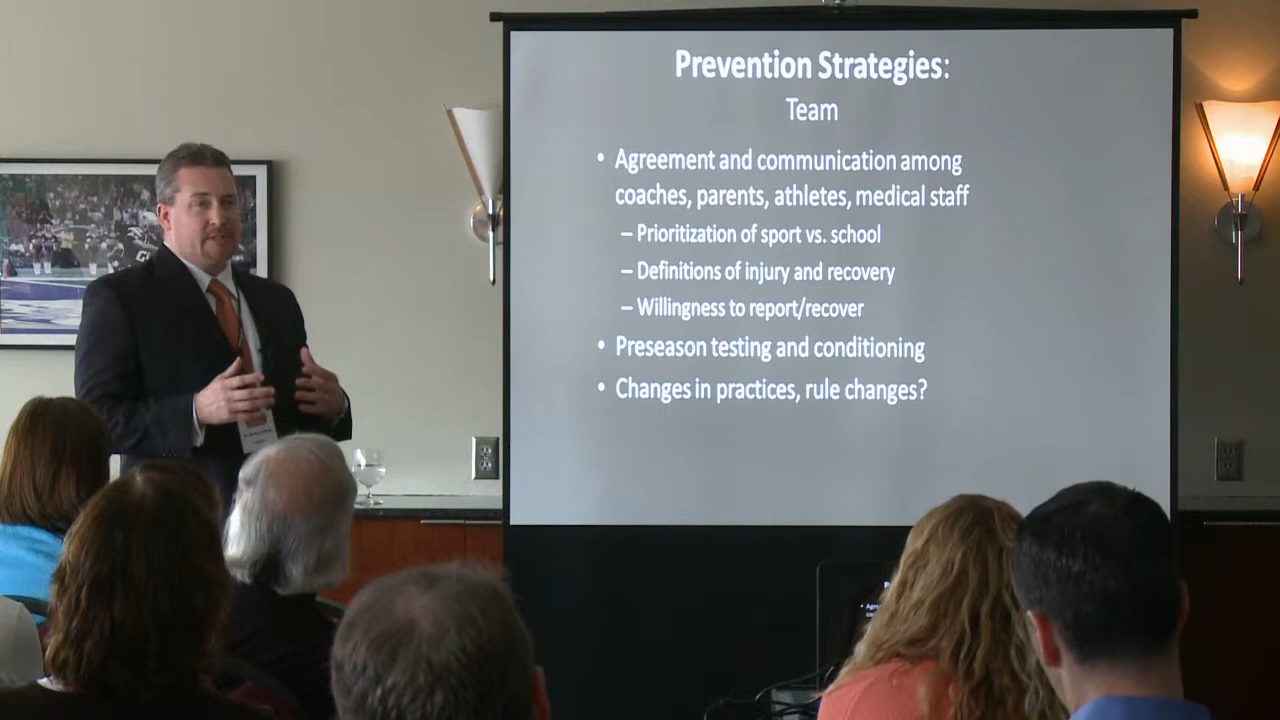 Prevention Strategies:
Team
• Agreement and communication among
coaches, parents, athletes, medical staff
– Prioritization of sport vs. school
– Definitions of injury and recovery
– Willingness to report/recover
• Preseason testing and conditioning
• Changes in practices, rule changes?